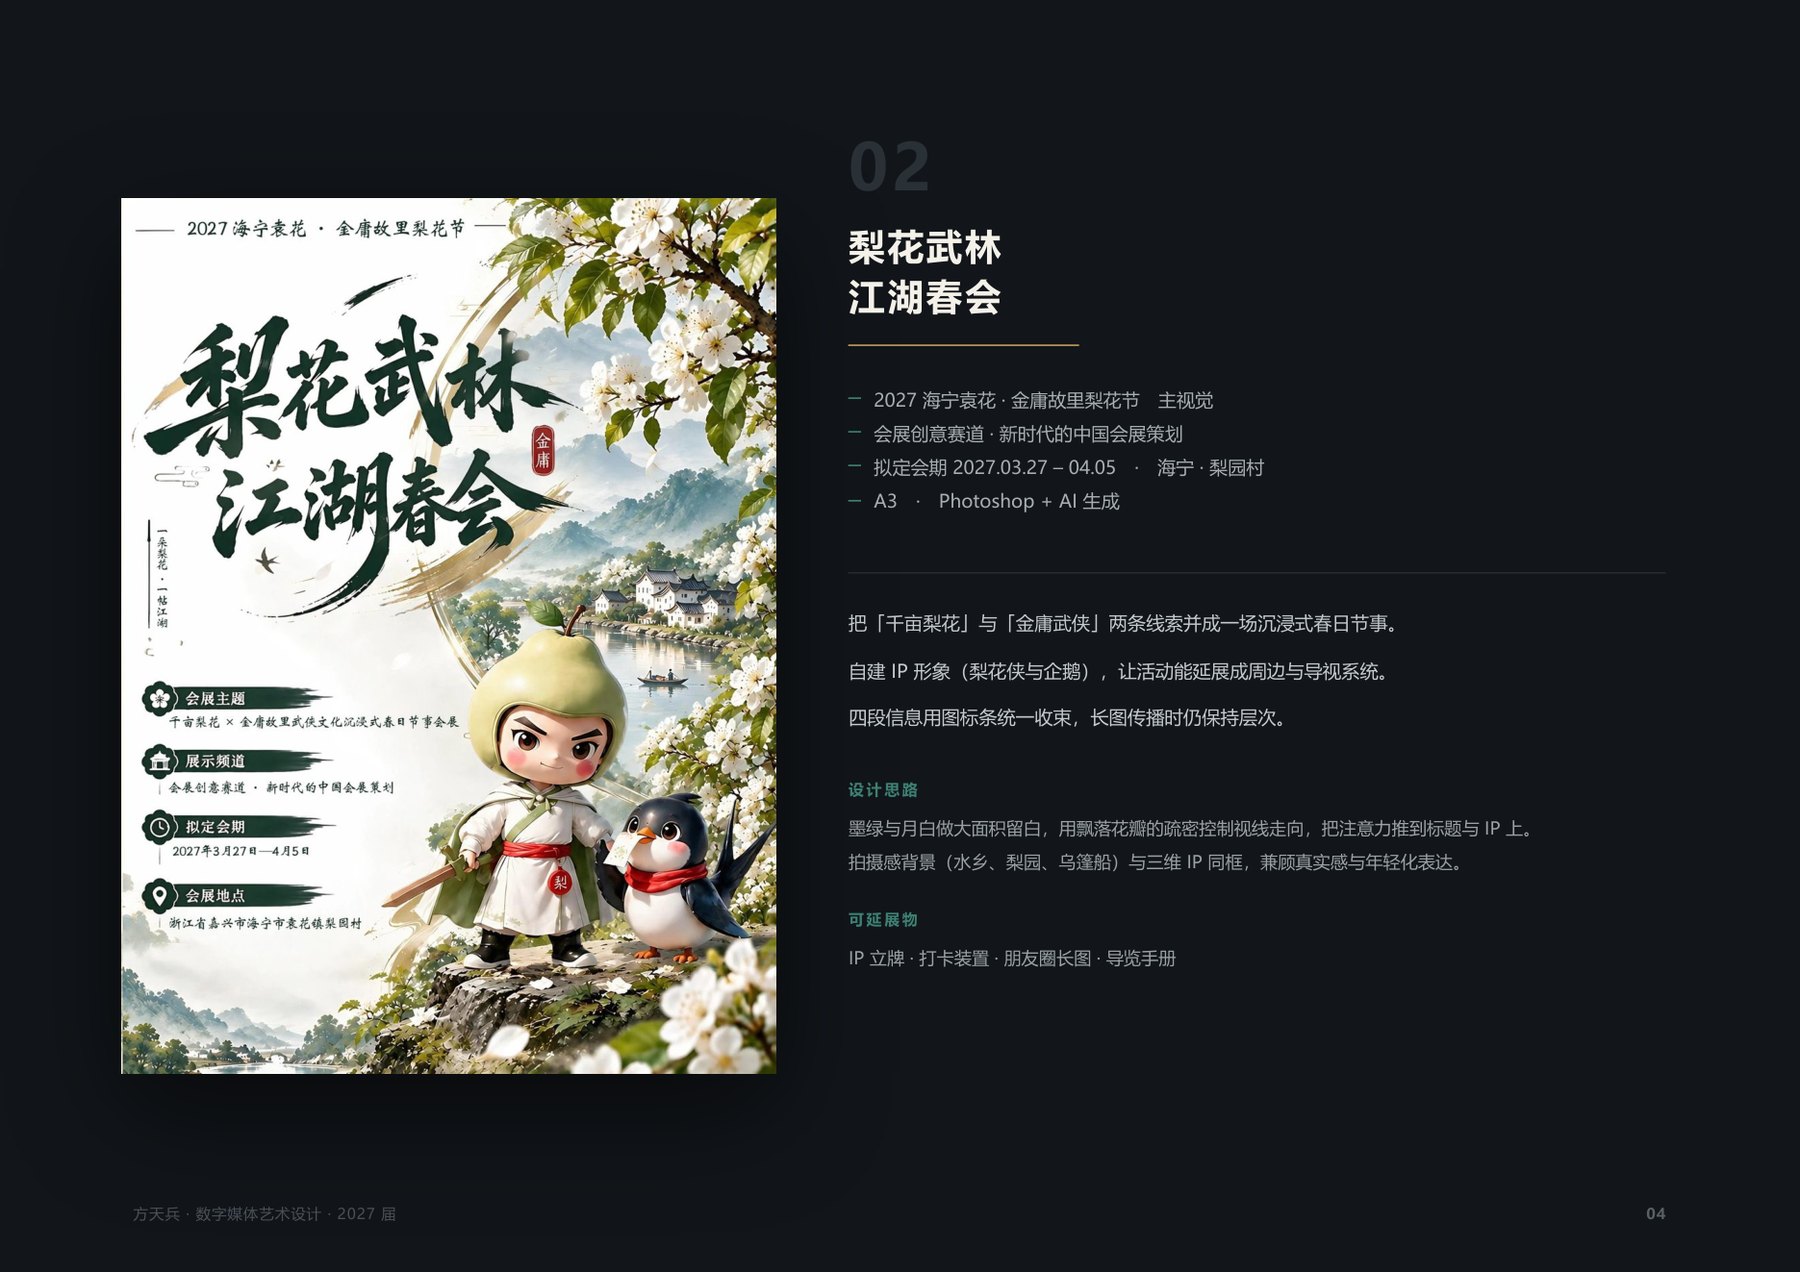 2027 海宁袁花 · 金庸故里梨花节
梨花武林
金庸
江湖春会
一朵梨花 · 一帖江湖
会展主题
千亩梨花 × 金庸故里武侠文化沉浸式春日节事会展
展示频道
会展创意赛道 · 新时代的中国会展策划
拟定会期
2027年3月27日—4月5日
会展地点
浙江省嘉兴市海宁市袁花镇梨园村
梨
02
梨花武林
江湖春会
2027 海宁袁花 · 金庸故里梨花节 主视觉
会展创意赛道 · 新时代的中国会展策划
拟定会期 2027.03.27 – 04.05 · 海宁 · 梨园村
A3 · Photoshop + AI 生成
把「千亩梨花」与「金庸武侠」两条线索并成一场沉浸式春日节事。
自建 IP 形象（梨花侠与企鹅），让活动能延展成周边与导视系统。
四段信息用图标条统一收束，长图传播时仍保持层次。
设计思路
墨绿与月白做大面积留白，用飘落花瓣的疏密控制视线走向，把注意力推到标题与 IP 上。
拍摄感背景（水乡、梨园、乌篷船）与三维 IP 同框，兼顾真实感与年轻化表达。
可延展物
IP 立牌 · 打卡装置 · 朋友圈长图 · 导览手册
方天兵 · 数字媒体艺术设计 · 2027 届
04